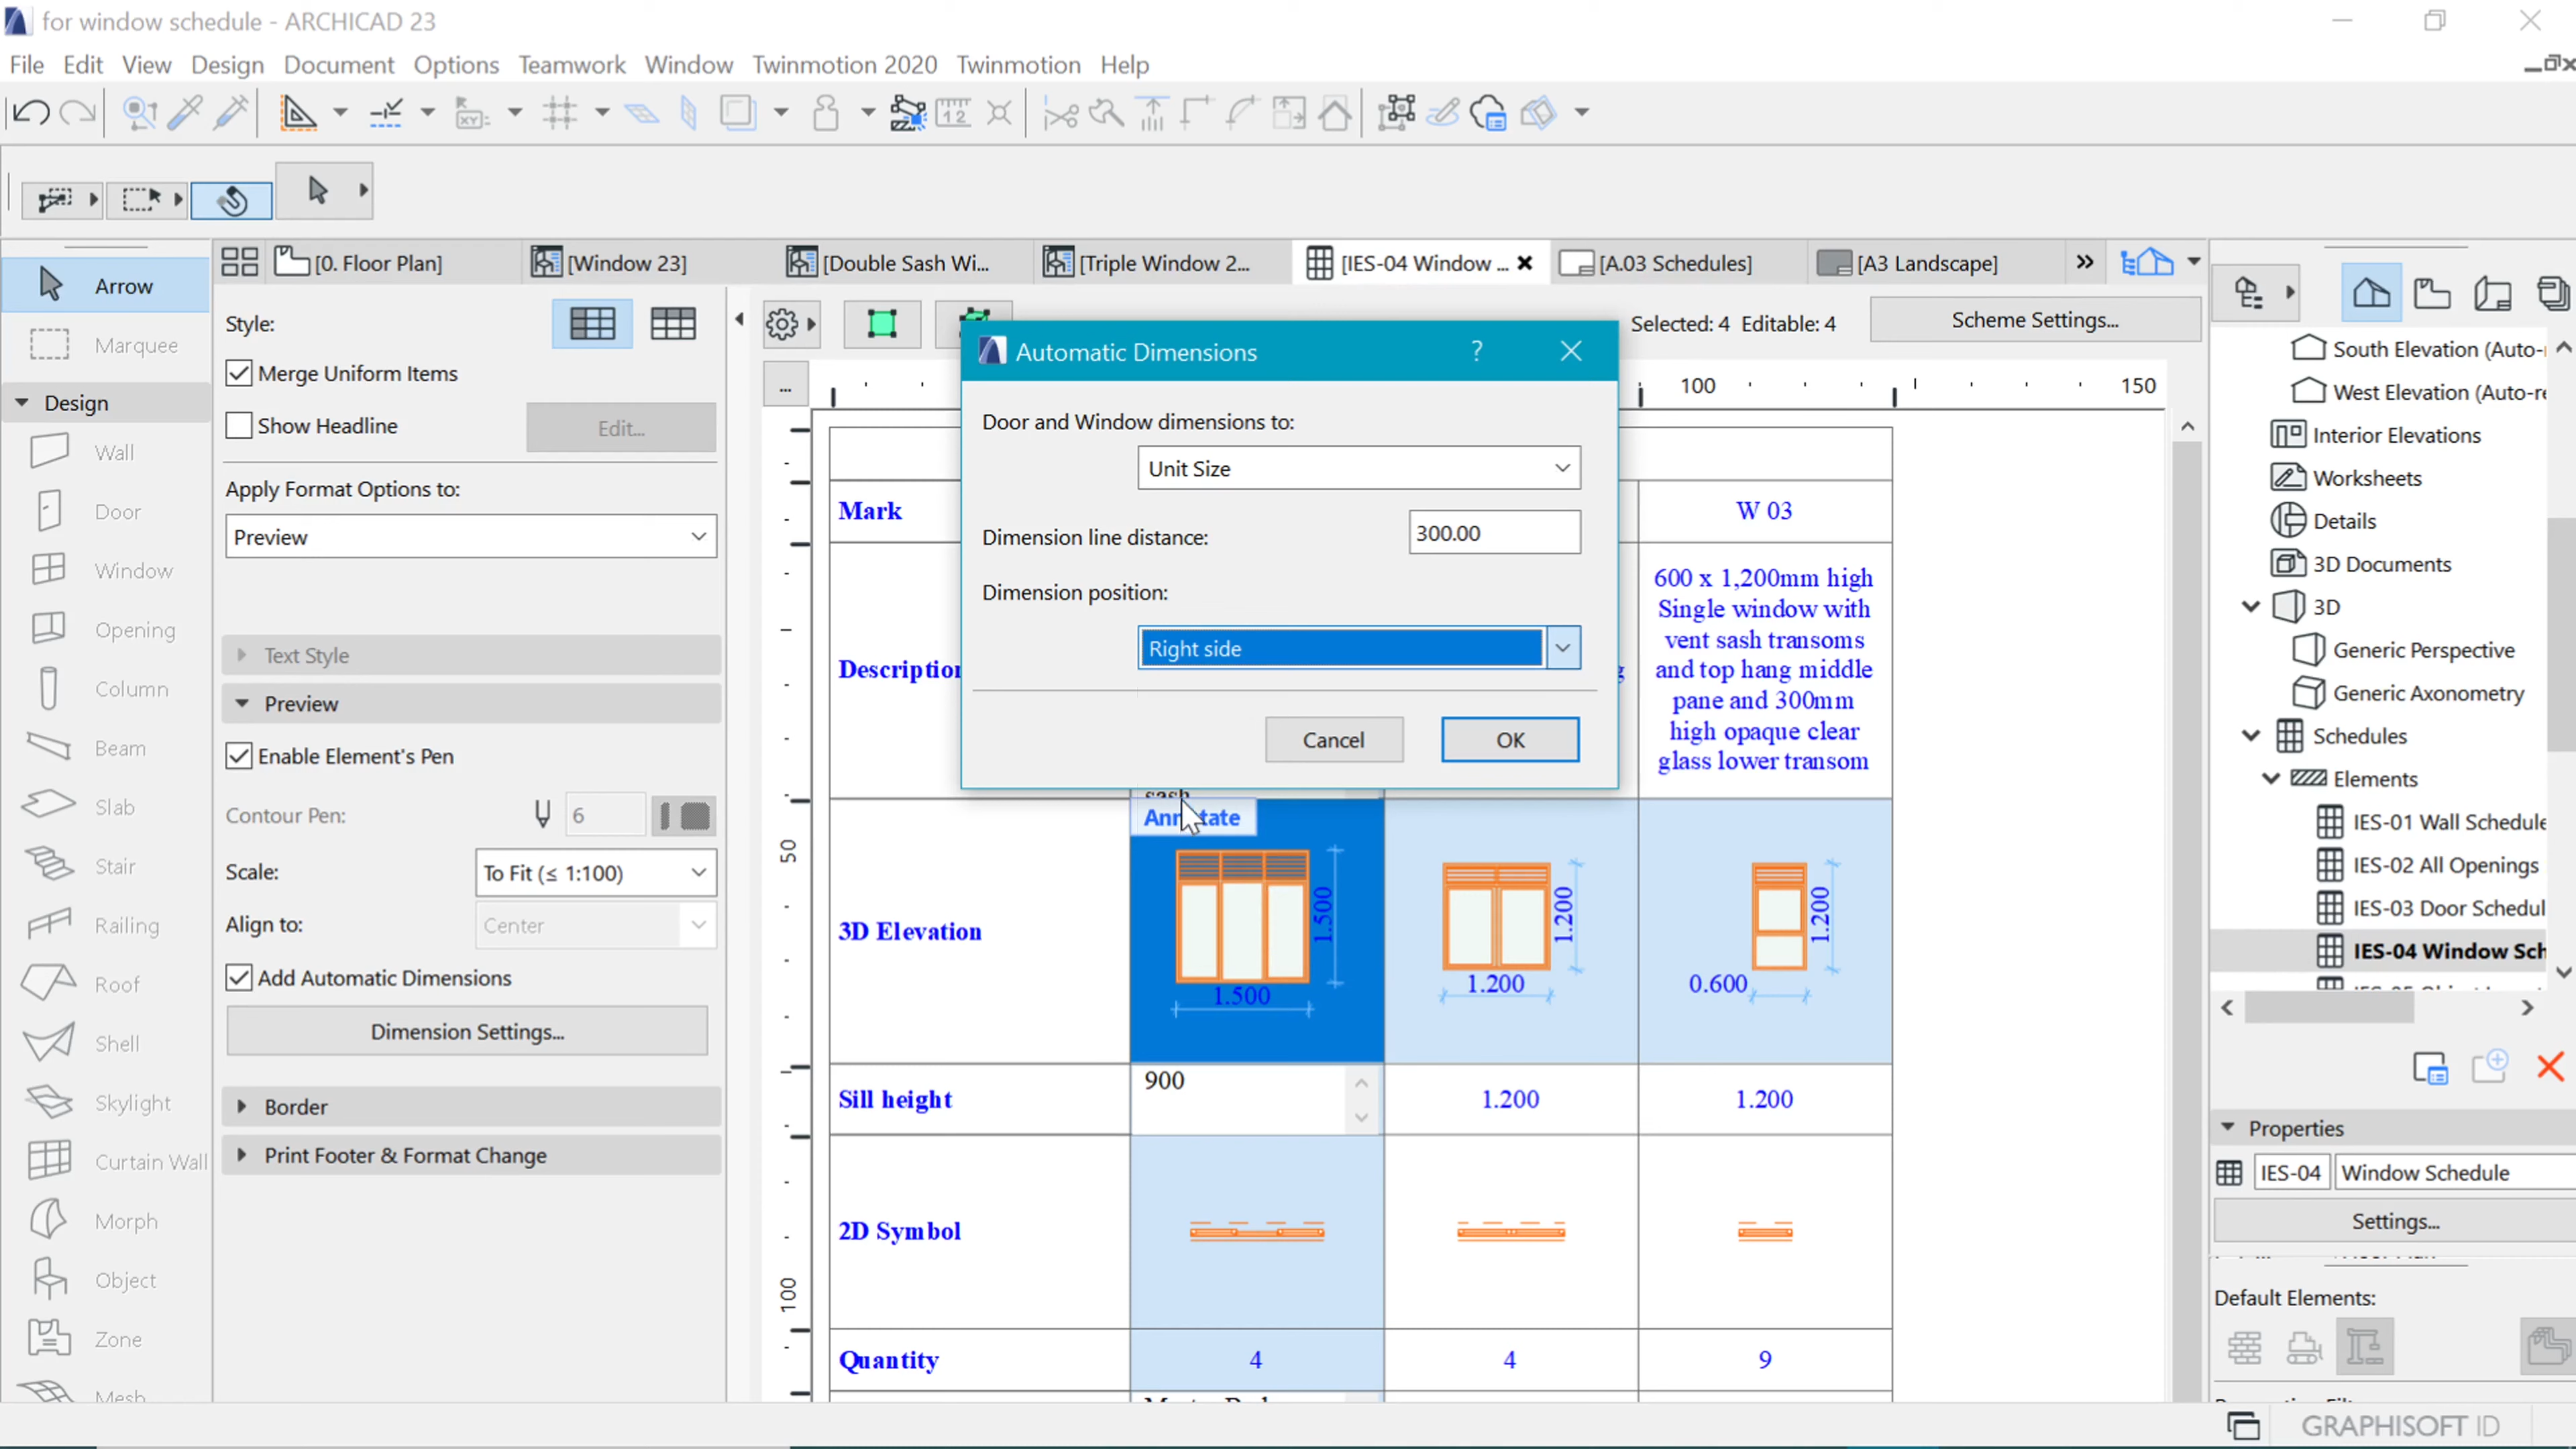 for window schedule - ARCHICAD 23
File Edit View Design Document Options Teamwork Window Twinmotion 2020 Twinmotion Help
Arrow
Marquee
Design
Wall
Door
Window
Opening
Column
Beam
Slab
Stair
Railing
Roof
Shell
Skylight
Curtain Wall
Morph
Object
Zone
Mesh
[0. Floor Plan]
[Window 23]
[Double Sash Wi...
[Triple Window 2...
[IES-04 Window ...
[A.03 Schedules]
[A3 Landscape]
Style:
Merge Uniform Items
Show Headline
Edit...
Apply Format Options to:
Preview
Text Style
Preview
Enable Element's Pen
Contour Pen:
6
Scale:
To Fit (≤ 1:100)
Align to:
Center
Add Automatic Dimensions
Dimension Settings...
Border
Print Footer & Format Change
Selected: 4 Editable: 4
Scheme Settings...
...
100
150
50
100
Automatic Dimensions
?
Door and Window dimensions to:
Unit Size
Dimension line distance:
300.00
Dimension position:
Right side
Cancel
OK
Mark
W 03
Description
600 x 1,200mm high
Single window with
vent sash transoms
and top hang middle
pane and 300mm
high opaque clear
glass lower transom
sash
3D Elevation
1.500
1.500
1.200
1.200
1.200
0.600
Sill height
900
1.200
1.200
2D Symbol
Quantity
4
4
9
South Elevation (Auto-
West Elevation (Auto-re
Interior Elevations
Worksheets
Details
3D Documents
3D
Generic Perspective
Generic Axonometry
Schedules
Elements
IES-01 Wall Schedule
IES-02 All Openings
IES-03 Door Schedul
IES-04 Window Sch
Properties
IES-04
Window Schedule
Settings...
Default Elements:
GRAPHISOFT ID